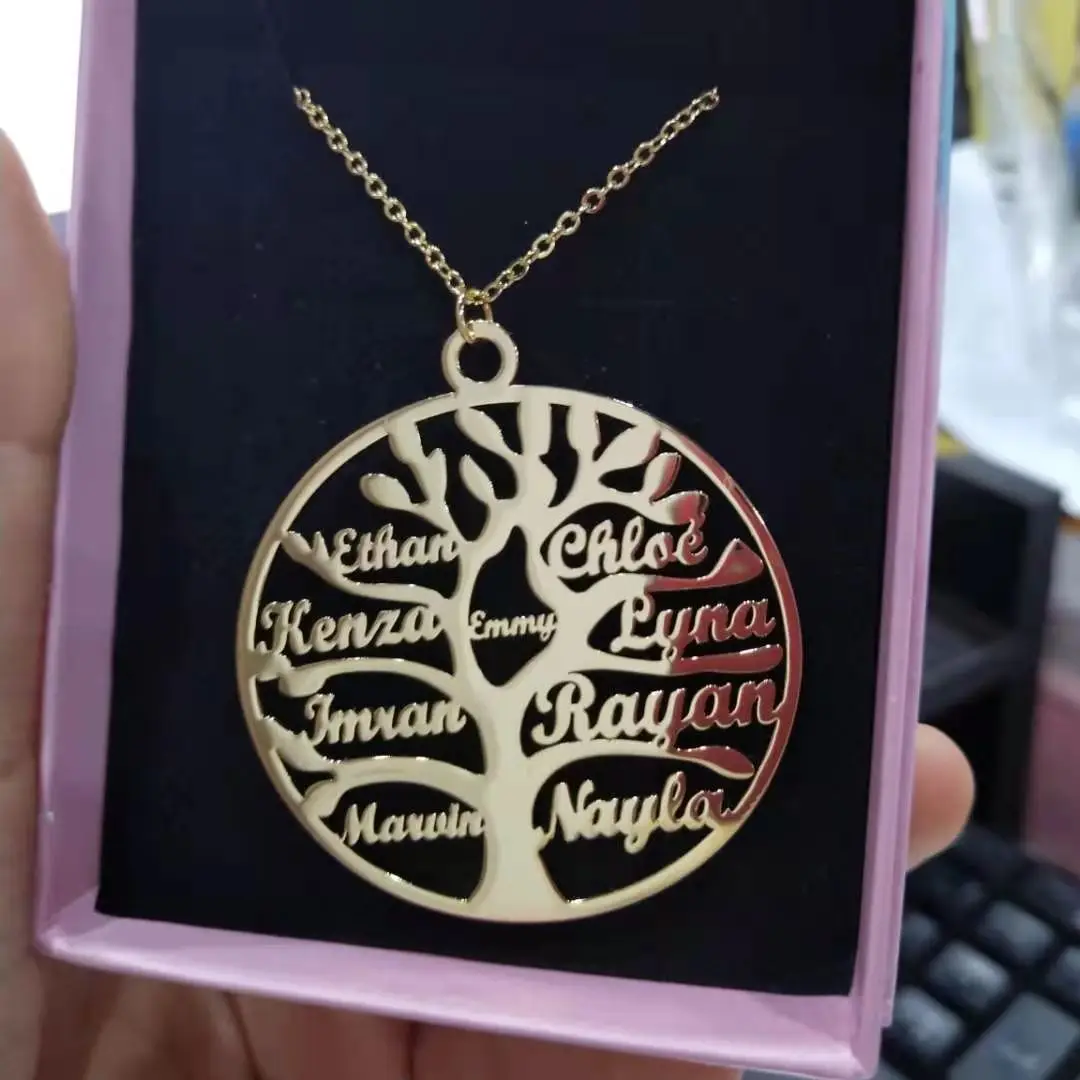 Ethan
Chloé
Kenza
Emmy
Lyna
Imran
Rayan
Marvin
Nayla